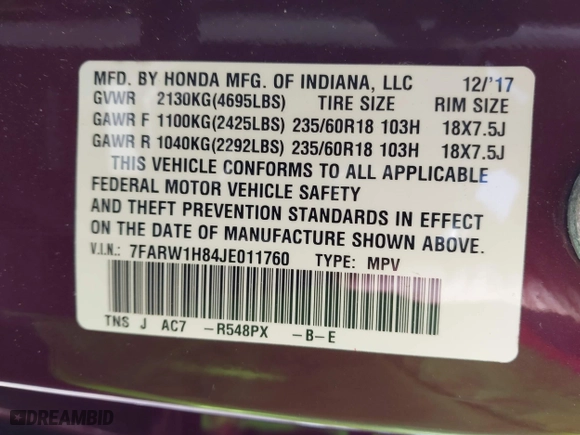 MFD. BY HONDA MFG. OF INDIANA, LLC 12/'17
GVWR 2130KG(4695LBS) TIRE SIZE RIM SIZE
GAWR F 1100KG(2425LBS) 235/60R18 103H 18X7.5J
GAWR R 1040KG(2292LBS) 235/60R18 103H 18X7.5J
THIS VEHICLE CONFORMS TO ALL APPLICABLE
FEDERAL MOTOR VEHICLE SAFETY
AND THEFT PREVENTION STANDARDS IN EFFECT
ON THE DATE OF MANUFACTURE SHOWN ABOVE.
V.I.N.: 7FARW1H84JE011760 TYPE: MPV
TNS J AC7 -R548PX -B-E
DREAMBID